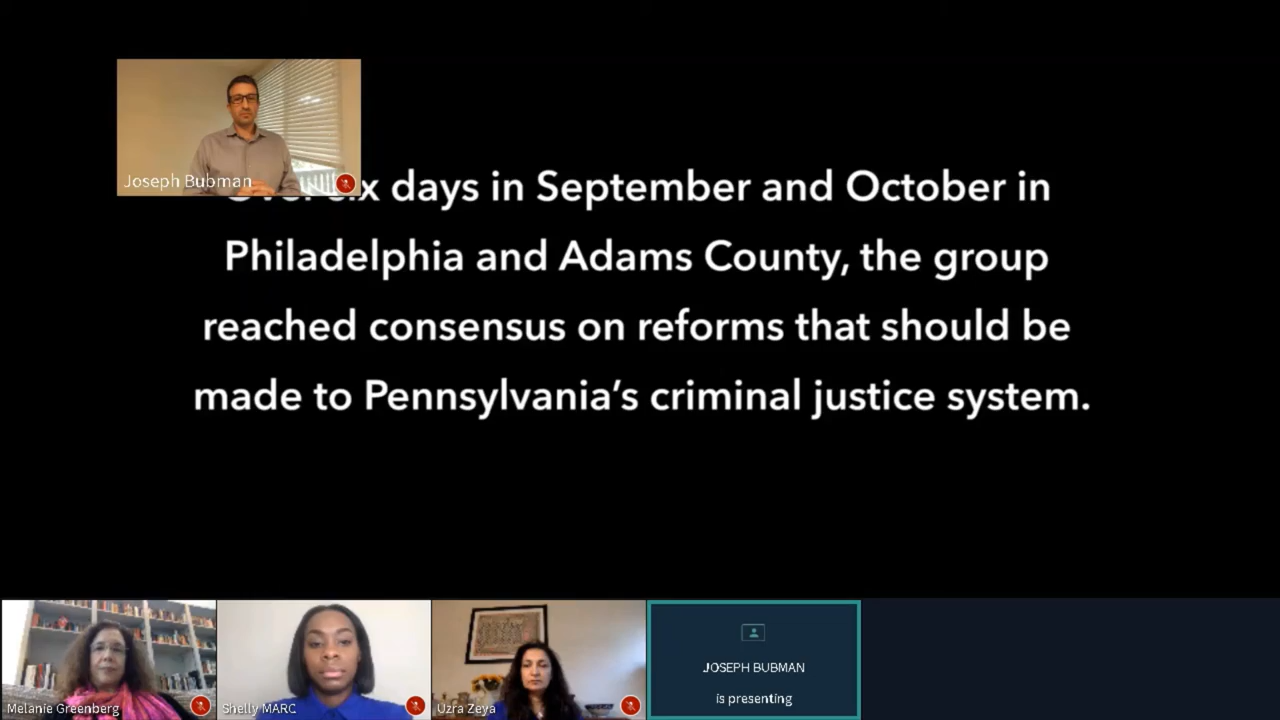 Joseph Bubman
days in September and October in
Philadelphia and Adams County, the group
reached consensus on reforms that should be
made to Pennsylvania’s criminal justice system.
Melanie Greenberg
Shelly MARC
Uzra Zeya
JOSEPH BUBMAN
is presenting